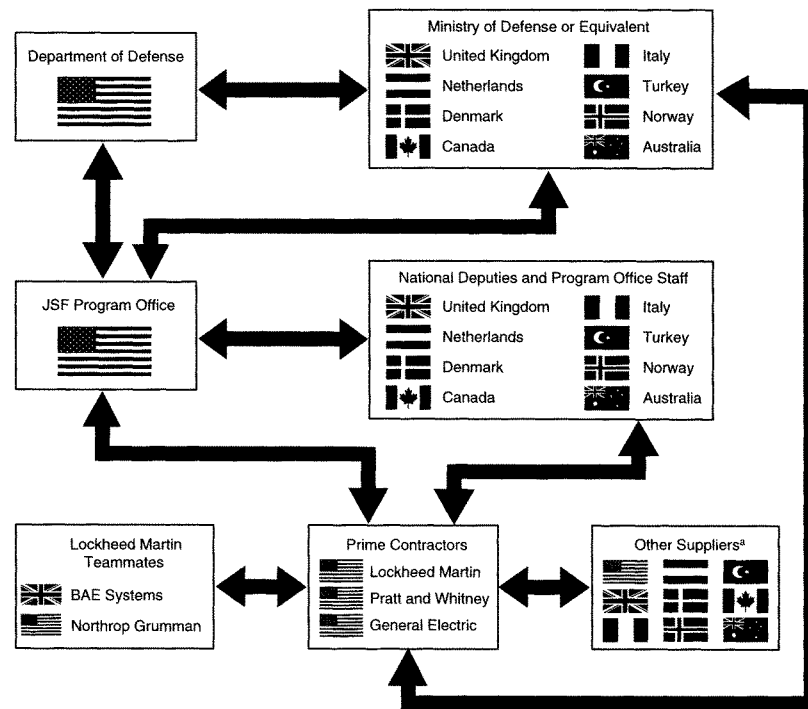 Department of Defense
Ministry of Defense or Equivalent
United Kingdom
Italy
Netherlands
Turkey
Denmark
Norway
Canada
Australia
JSF Program Office
National Deputies and Program Office Staff
United Kingdom
Italy
Netherlands
Turkey
Denmark
Norway
Canada
Australia
Lockheed Martin
Teammates
BAE Systems
Northrop Grumman
Prime Contractors
Lockheed Martin
Pratt and Whitney
General Electric
Other Suppliersª